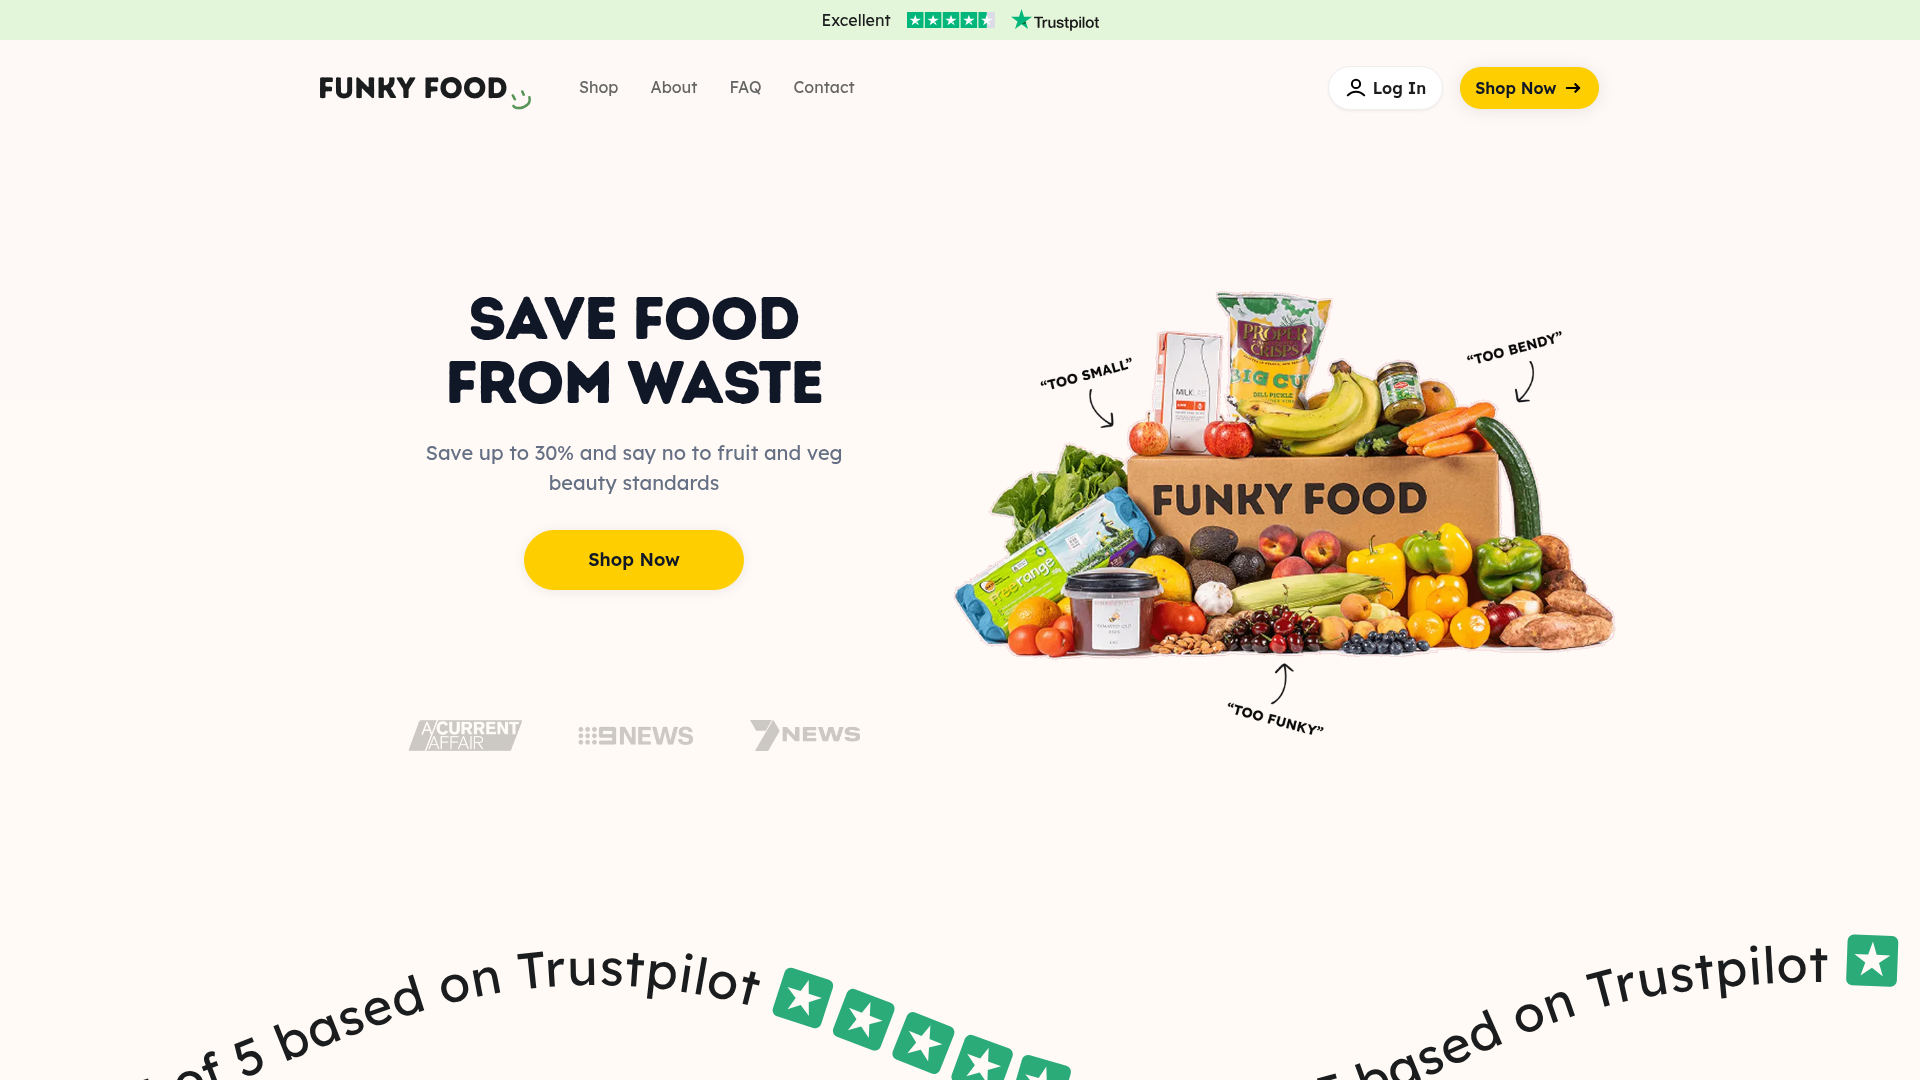 Excellent
Trustpilot
FUNKY FOOD
Shop
About
FAQ
Contact
Log In
Shop Now
SAVE FOOD
FROM WASTE
Save up to 30% and say no to fruit and veg
beauty standards
Shop Now
A CURRENT
AFFAIR
9NEWS
7NEWS
“TOO SMALL”
“TOO BENDY”
PROPER
CRISPS
BIG CU
DILL PICKLE
MILK
FUNKY FOOD
free range
“TOO FUNKY”
of 5 based on Trustpilot
5 based on Trustpilot